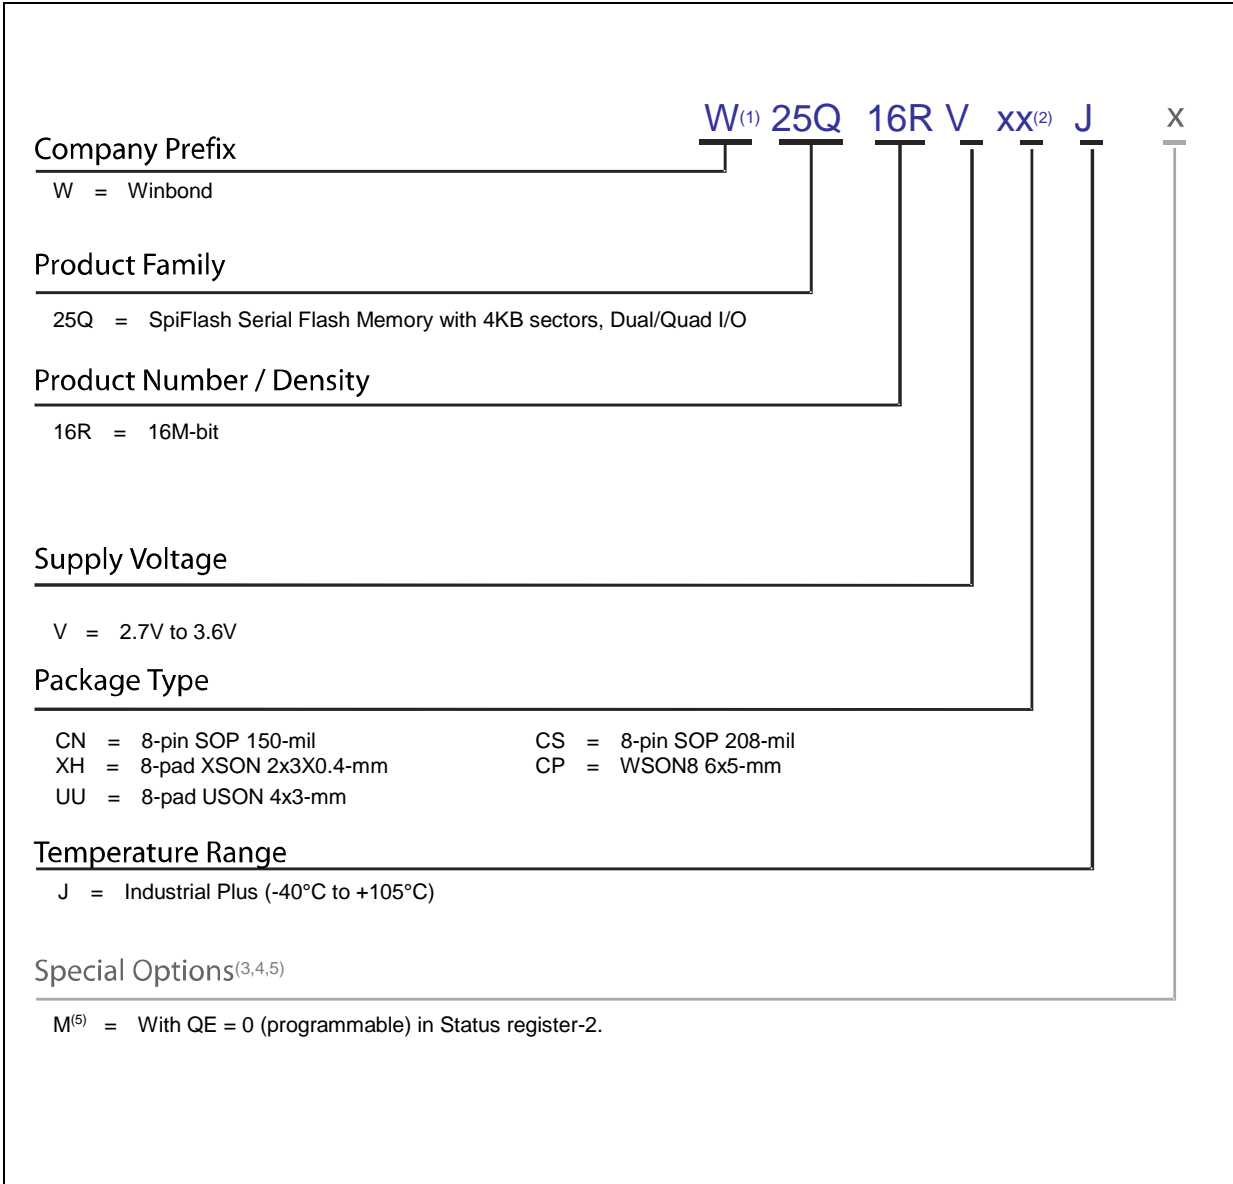 W(1) 25Q 16R V xx(2) J x
Company Prefix
W = Winbond
Product Family
25Q = SpiFlash Serial Flash Memory with 4KB sectors, Dual/Quad I/O
Product Number / Density
16R = 16M-bit
Supply Voltage
V = 2.7V to 3.6V
Package Type
CN = 8-pin SOP 150-mil CS = 8-pin SOP 208-mil
XH = 8-pad XSON 2x3X0.4-mm CP = WSON8 6x5-mm
UU = 8-pad USON 4x3-mm
Temperature Range
J = Industrial Plus (-40°C to +105°C)
Special Options(3,4,5)
M(5) = With QE = 0 (programmable) in Status register-2.